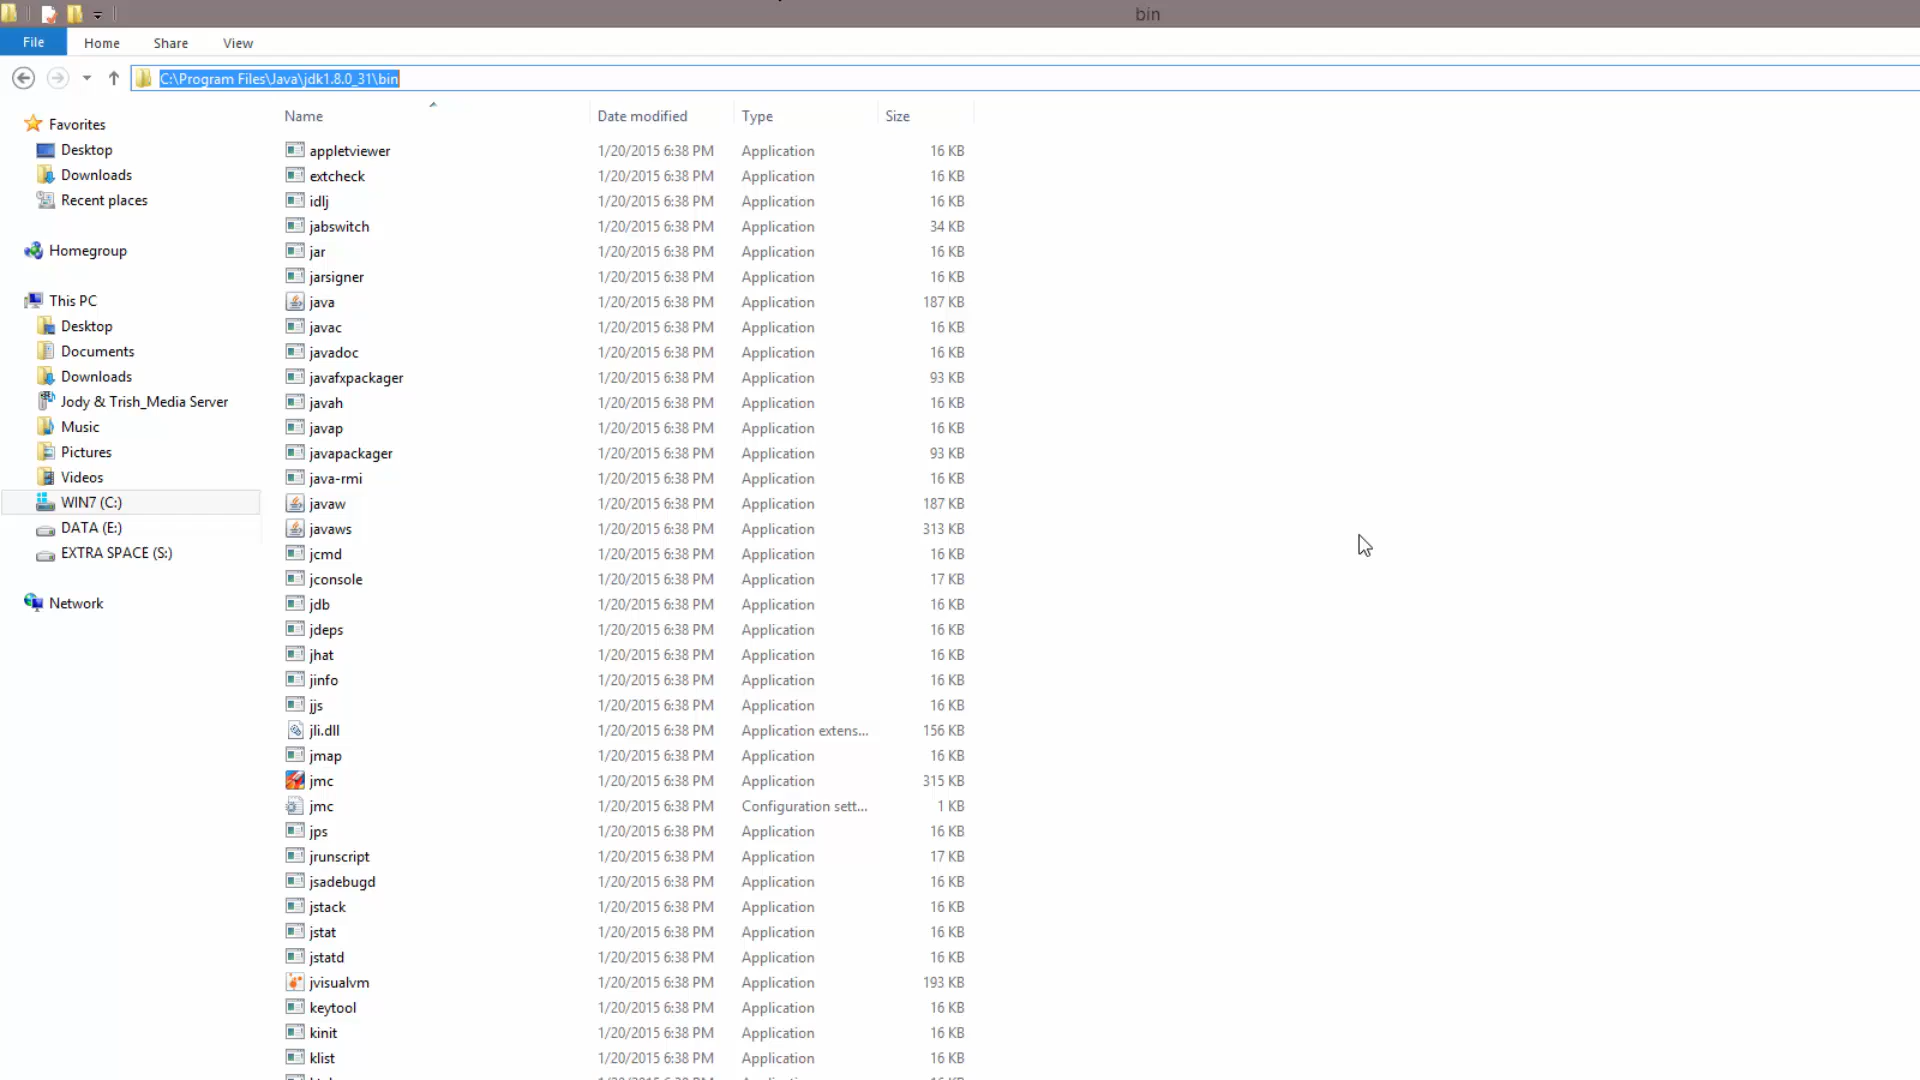 bin
File Home Share View
C:\Program Files\Java\jdk1.8.0_31\bin
Name Date modified Type Size
Favorites
Desktop
Downloads
Recent places
Homegroup
This PC
Desktop
Documents
Downloads
Jody & Trish_Media Server
Music
Pictures
Videos
WIN7 (C:)
DATA (E:)
EXTRA SPACE (S:)
Network
appletviewer 1/20/2015 6:38 PM Application 16 KB
extcheck 1/20/2015 6:38 PM Application 16 KB
idlj 1/20/2015 6:38 PM Application 16 KB
jabswitch 1/20/2015 6:38 PM Application 34 KB
jar 1/20/2015 6:38 PM Application 16 KB
jarsigner 1/20/2015 6:38 PM Application 16 KB
java 1/20/2015 6:38 PM Application 187 KB
javac 1/20/2015 6:38 PM Application 16 KB
javadoc 1/20/2015 6:38 PM Application 16 KB
javafxpackager 1/20/2015 6:38 PM Application 93 KB
javah 1/20/2015 6:38 PM Application 16 KB
javap 1/20/2015 6:38 PM Application 16 KB
javapackager 1/20/2015 6:38 PM Application 93 KB
java-rmi 1/20/2015 6:38 PM Application 16 KB
javaw 1/20/2015 6:38 PM Application 187 KB
javaws 1/20/2015 6:38 PM Application 313 KB
jcmd 1/20/2015 6:38 PM Application 16 KB
jconsole 1/20/2015 6:38 PM Application 17 KB
jdb 1/20/2015 6:38 PM Application 16 KB
jdeps 1/20/2015 6:38 PM Application 16 KB
jhat 1/20/2015 6:38 PM Application 16 KB
jinfo 1/20/2015 6:38 PM Application 16 KB
jjs 1/20/2015 6:38 PM Application 16 KB
jli.dll 1/20/2015 6:38 PM Application extens... 156 KB
jmap 1/20/2015 6:38 PM Application 16 KB
jmc 1/20/2015 6:38 PM Application 315 KB
jmc 1/20/2015 6:38 PM Configuration sett... 1 KB
jps 1/20/2015 6:38 PM Application 16 KB
jrunscript 1/20/2015 6:38 PM Application 17 KB
jsadebugd 1/20/2015 6:38 PM Application 16 KB
jstack 1/20/2015 6:38 PM Application 16 KB
jstat 1/20/2015 6:38 PM Application 16 KB
jstatd 1/20/2015 6:38 PM Application 16 KB
jvisualvm 1/20/2015 6:38 PM Application 193 KB
keytool 1/20/2015 6:38 PM Application 16 KB
kinit 1/20/2015 6:38 PM Application 16 KB
klist 1/20/2015 6:38 PM Application 16 KB